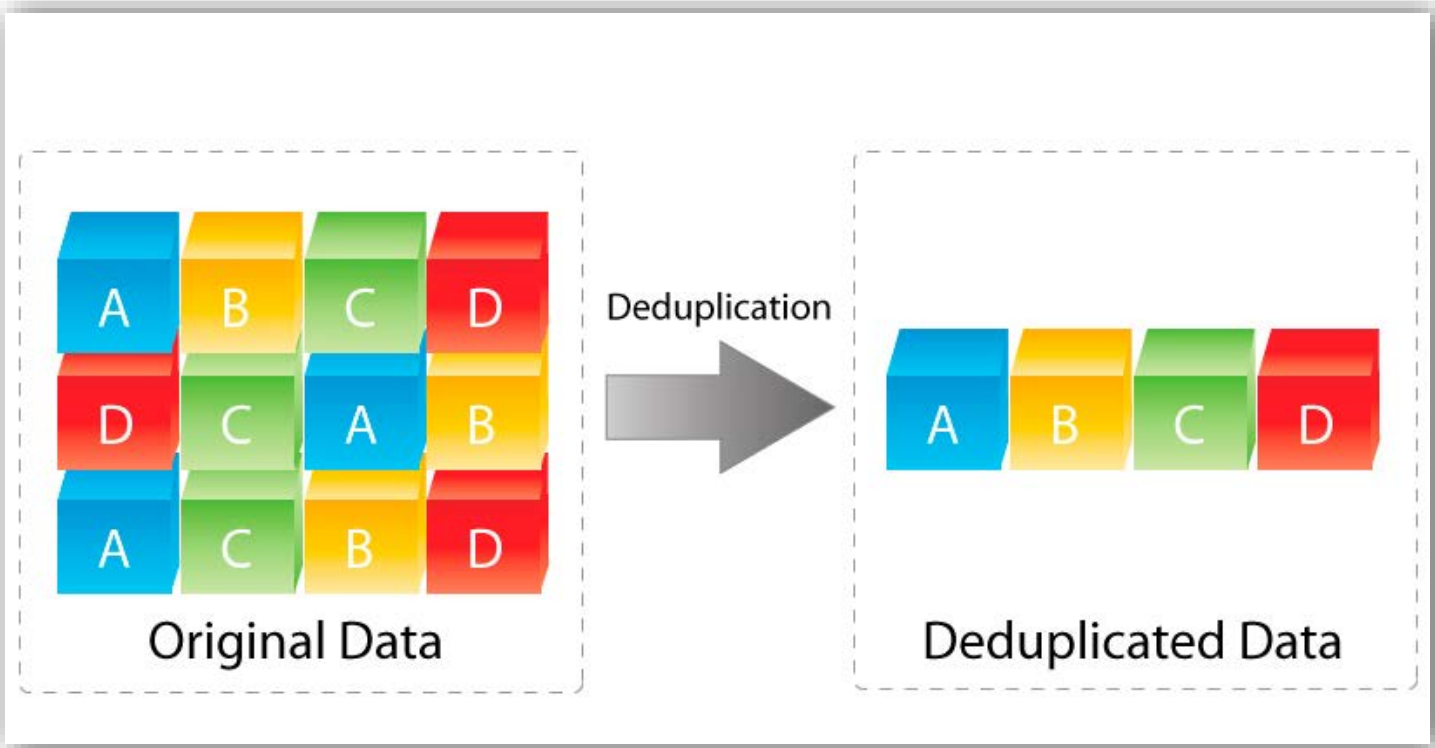 A B C D
Deduplication
D C A B
A B C D
A C B D
Original Data
Deduplicated Data